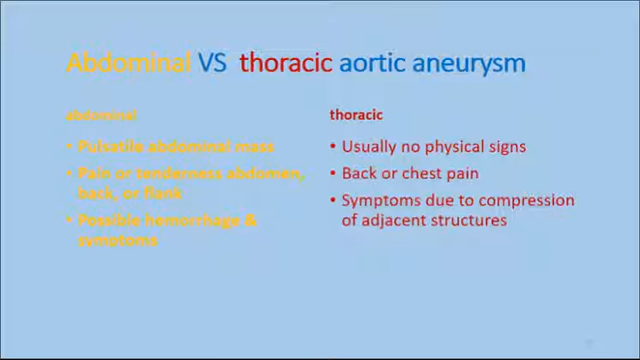 Abdominal VS thoracic aortic aneurysm
abdominal
• Pulsatile abdominal mass
• Pain or tenderness abdomen,
back, or flank
• Possible hemorrhage &
symptoms
thoracic
• Usually no physical signs
• Back or chest pain
• Symptoms due to compression
of adjacent structures